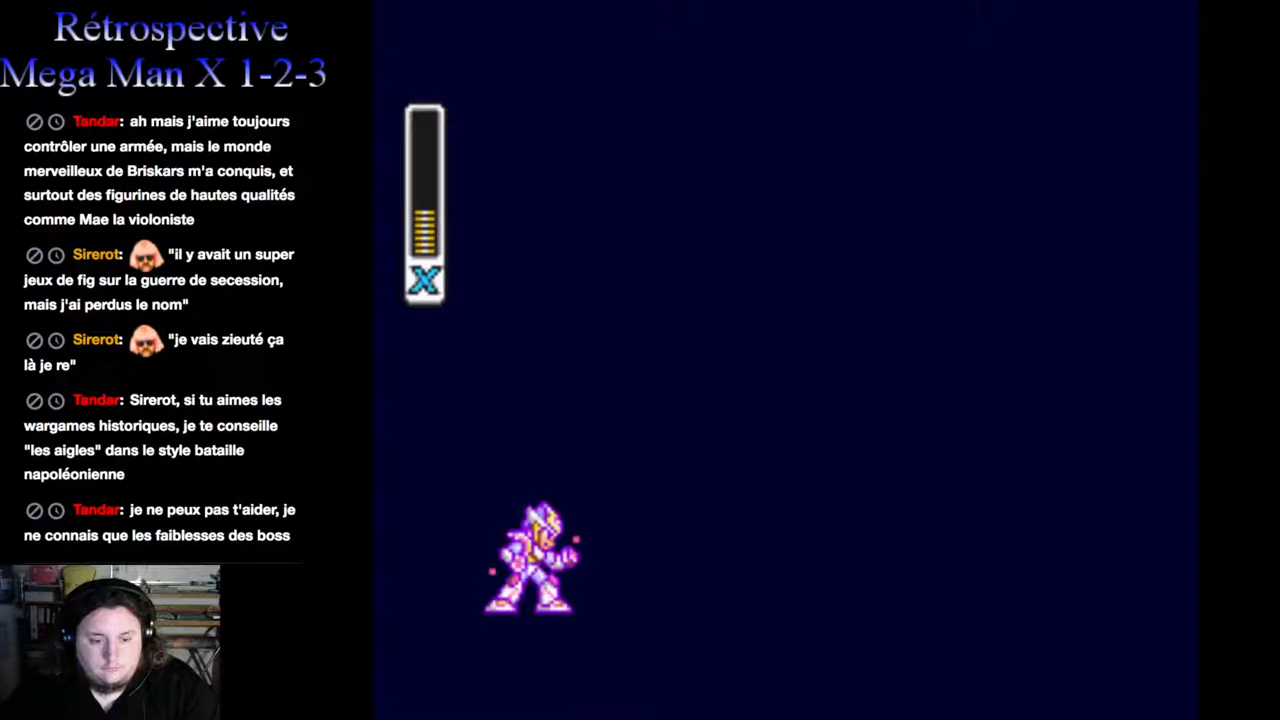 Rétrospective
Mega Man X 1-2-3
Tandar: ah mais j'aime toujours
contrôler une armée, mais le monde
merveilleux de Briskars m'a conquis, et
surtout des figurines de hautes qualités
comme Mae la violoniste
Sirerot: "il y avait un super
jeux de fig sur la guerre de secession,
mais j'ai perdus le nom"
Sirerot: "je vais zieuté ça
là je re"
Tandar: Sirerot, si tu aimes les
wargames historiques, je te conseille
"les aigles" dans le style bataille
napoléonienne
Tandar: je ne peux pas t'aider, je
ne connais que les faiblesses des boss
X